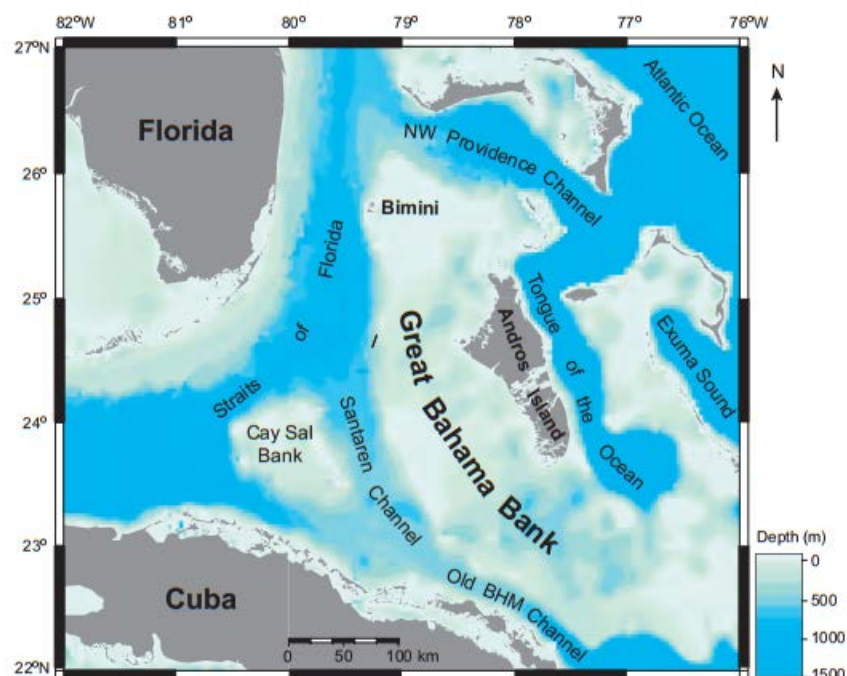 82°W 81° 80° 79° 78° 77° 76°W
27°N
26°
25°
24°
23°
22°N
N
Atlantic Ocean
Florida
NW Providence Channel
Bimini
Straits of Florida
Tongue of the Ocean
Andros Island
Great Bahama Bank
Exuma Sound
Cay Sal
Bank
Santaren Channel
Old BHM Channel
Cuba
0 50 100 km
Depth (m)
0
500
1000
1500